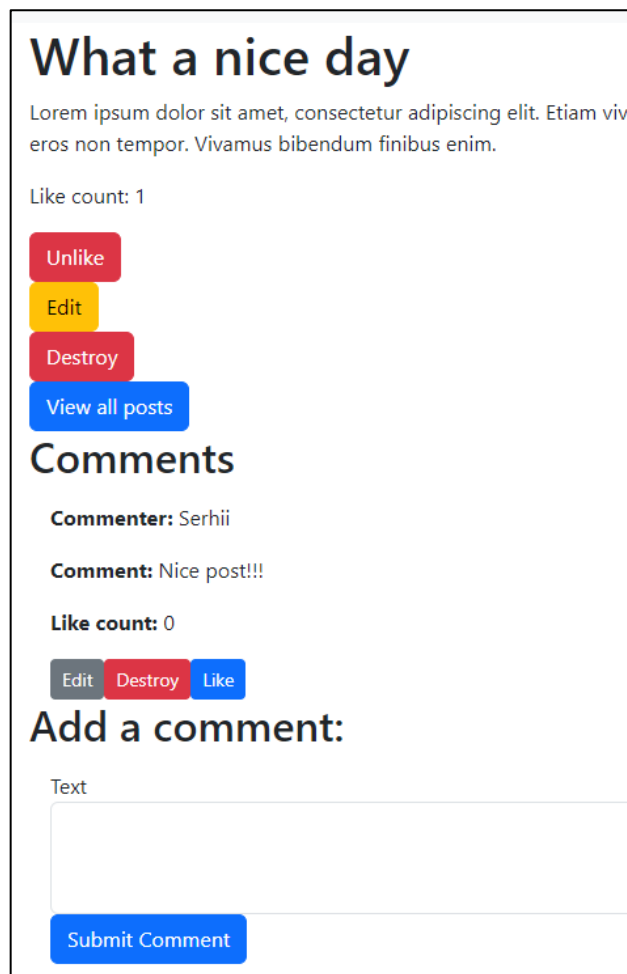 What a nice day
Lorem ipsum dolor sit amet, consectetur adipiscing elit. Etiam viv
eros non tempor. Vivamus bibendum finibus enim.
Like count: 1
Unlike
Edit
Destroy
View all posts
Comments
Commenter: Serhii
Comment: Nice post!!!
Like count: 0
Edit Destroy Like
Add a comment:
Text
Submit Comment